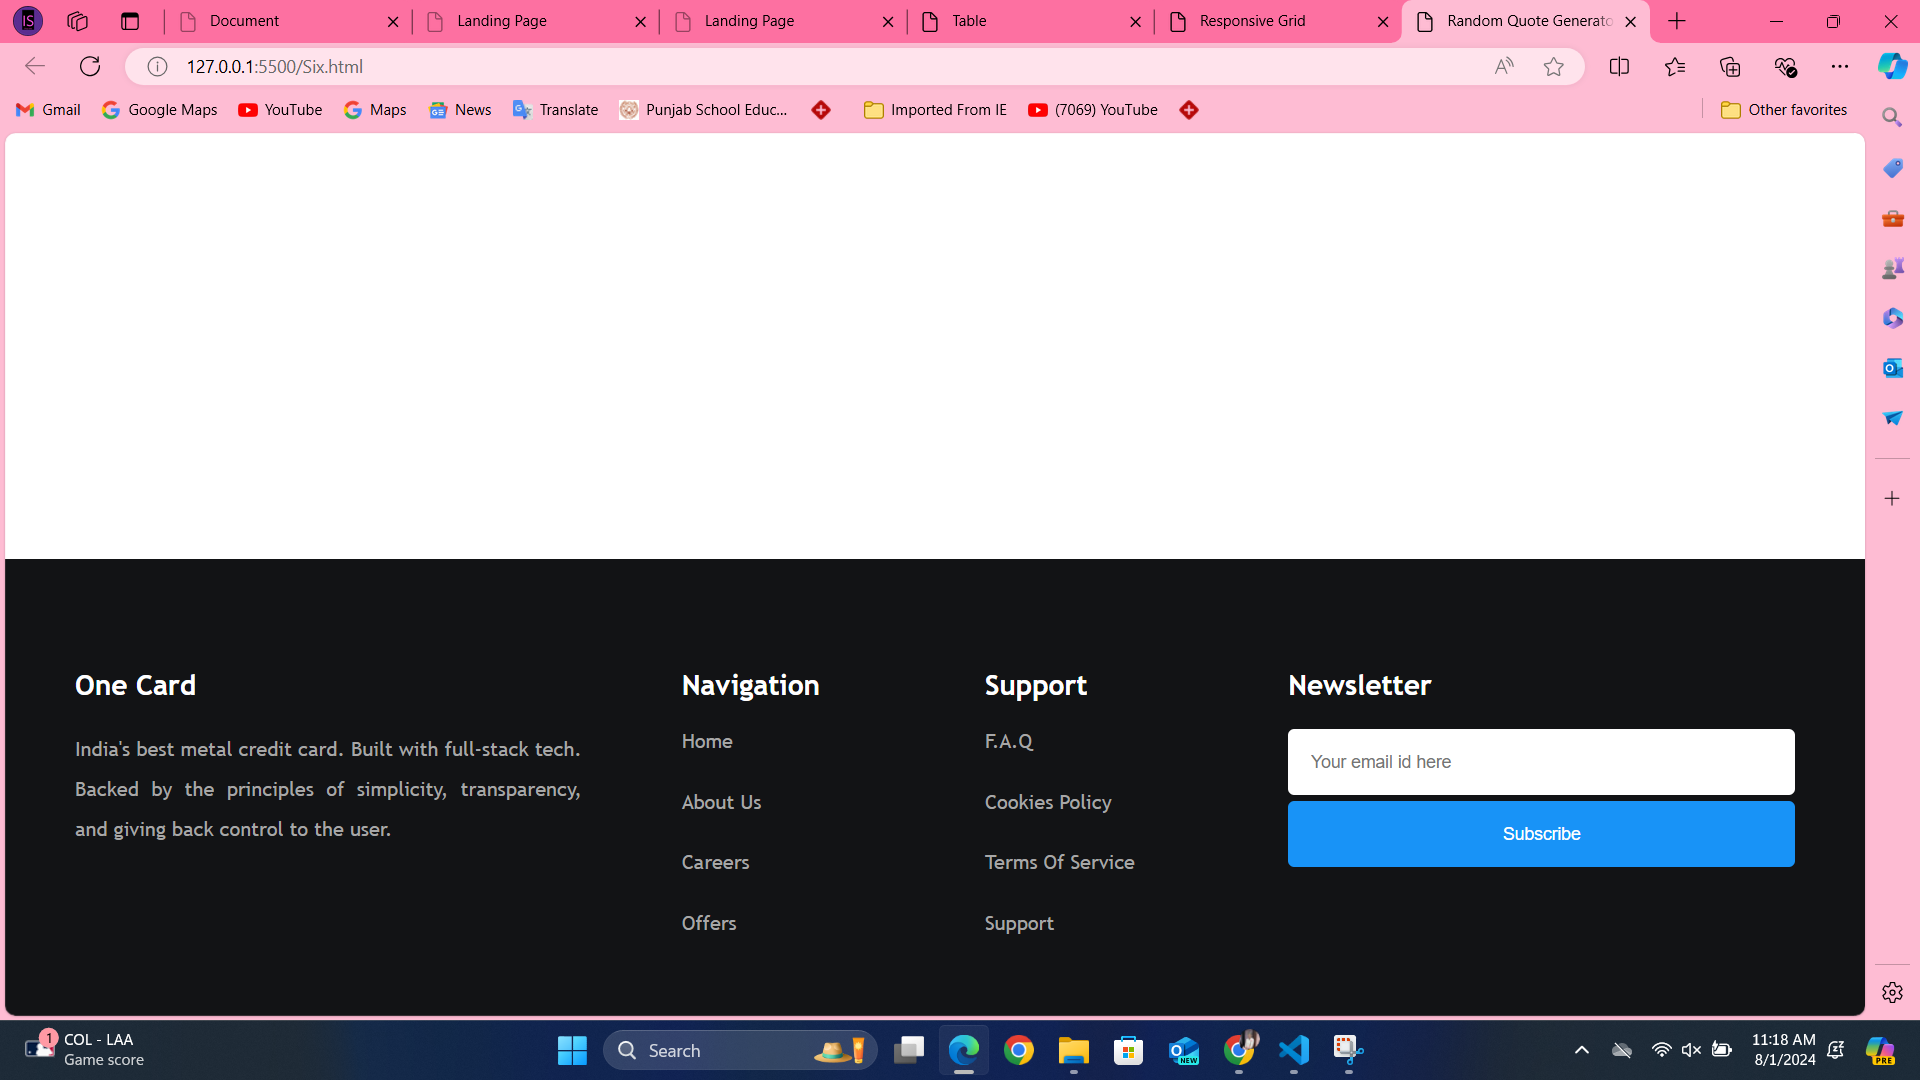 Document
Landing Page
Landing Page
Table
Responsive Grid
Random Quote Generato
127.0.0.1:5500/Six.html
Gmail
Google Maps
YouTube
Maps
News
Translate
Punjab School Educ...
Imported From IE
(7069) YouTube
Other favorites
One Card
India's best metal credit card. Built with full-stack tech.
Backed by the principles of simplicity, transparency,
and giving back control to the user.
Navigation
Home
About Us
Careers
Offers
Support
F.A.Q
Cookies Policy
Terms Of Service
Support
Newsletter
Your email id here
Subscribe
1
COL - LAA
Game score
Search
NEW
11:18 AM
8/1/2024
PRE